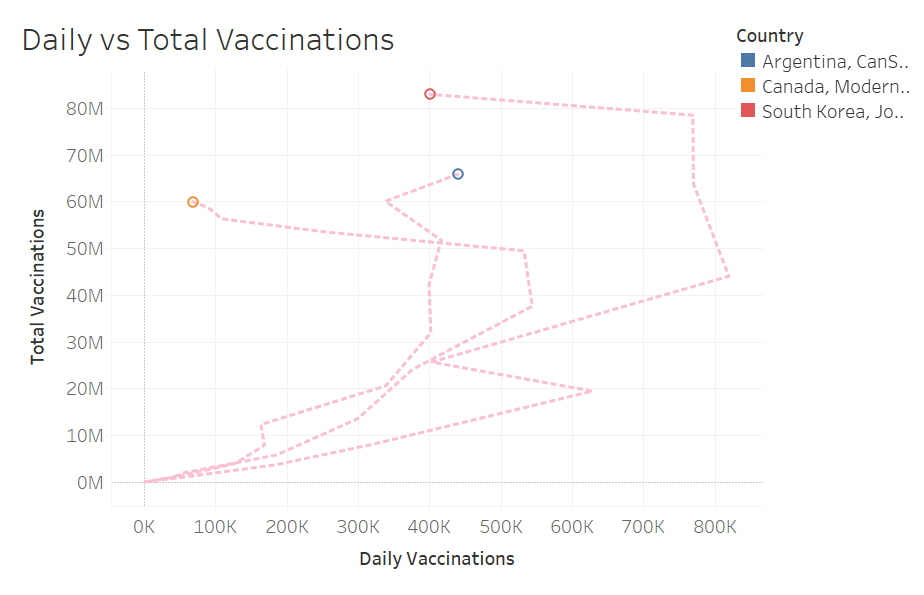 Daily vs Total Vaccinations
Country
Argentina, CanS..
Canada, Modern..
South Korea, Jo..
80M
70M
60M
50M
40M
30M
20M
10M
0M
Total Vaccinations
0K 100K 200K 300K 400K 500K 600K 700K 800K
Daily Vaccinations